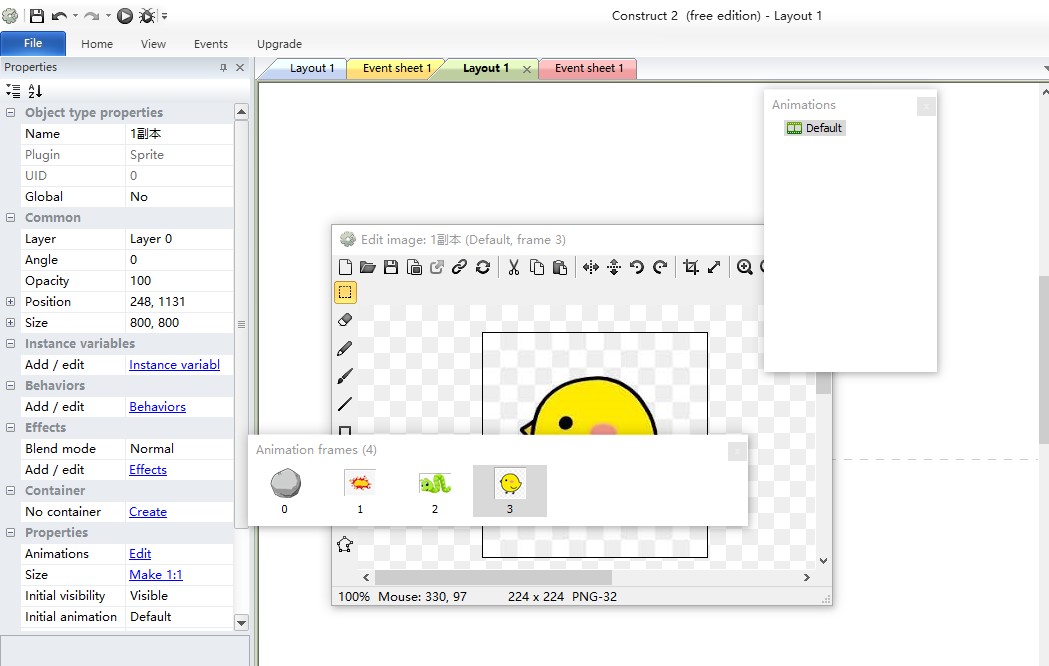 Construct 2 (free edition) - Layout 1
File Home View Events Upgrade
Properties
Layout 1 Event sheet 1 Layout 1 Event sheet 1
Object type properties
Name 1副本
Plugin Sprite
UID 0
Global No
Common
Layer Layer 0
Angle 0
Opacity 100
Position 248, 1131
Size 800, 800
Instance variables
Add / edit Instance variabl
Behaviors
Add / edit Behaviors
Effects
Blend mode Normal
Add / edit Effects
Container
No container Create
Properties
Animations Edit
Size Make 1:1
Initial visibility Visible
Initial animation Default
Animations
Default
Edit image: 1副本 (Default, frame 3)
Animation frames (4)
0 1 2 3
100% Mouse: 330, 97 224 x 224 PNG-32